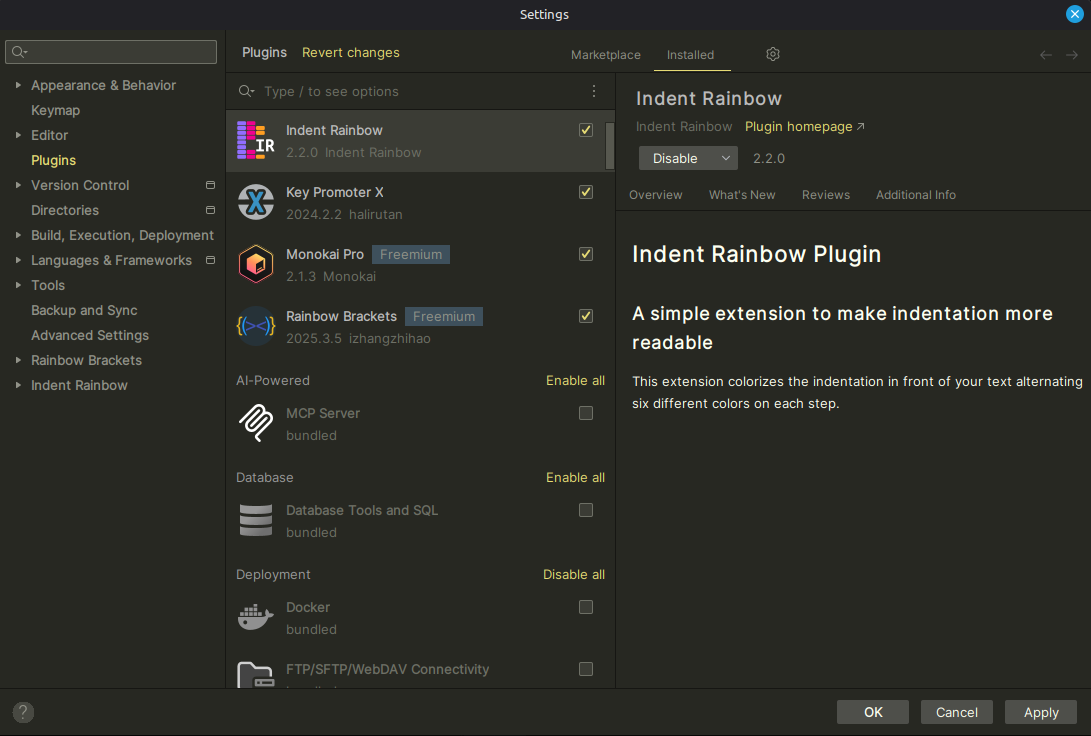 Settings
Appearance & Behavior
Keymap
Editor
Plugins
Version Control
Directories
Build, Execution, Deployment
Languages & Frameworks
Tools
Backup and Sync
Advanced Settings
Rainbow Brackets
Indent Rainbow
Plugins Revert changes
Marketplace Installed
Type / to see options
IR
Indent Rainbow
2.2.0 Indent Rainbow
Key Promoter X
2024.2.2 halirutan
Monokai Pro Freemium
2.1.3 Monokai
Rainbow Brackets Freemium
2025.3.5 izhangzhihao
AI-Powered Enable all
MCP Server
bundled
Database Enable all
Database Tools and SQL
bundled
Deployment Disable all
Docker
bundled
FTP/SFTP/WebDAV Connectivity
Indent Rainbow
Indent Rainbow Plugin homepage ↗
Disable 2.2.0
Overview What's New Reviews Additional Info
Indent Rainbow Plugin
A simple extension to make indentation more
readable
This extension colorizes the indentation in front of your text alternating
six different colors on each step.
?
OK Cancel Apply